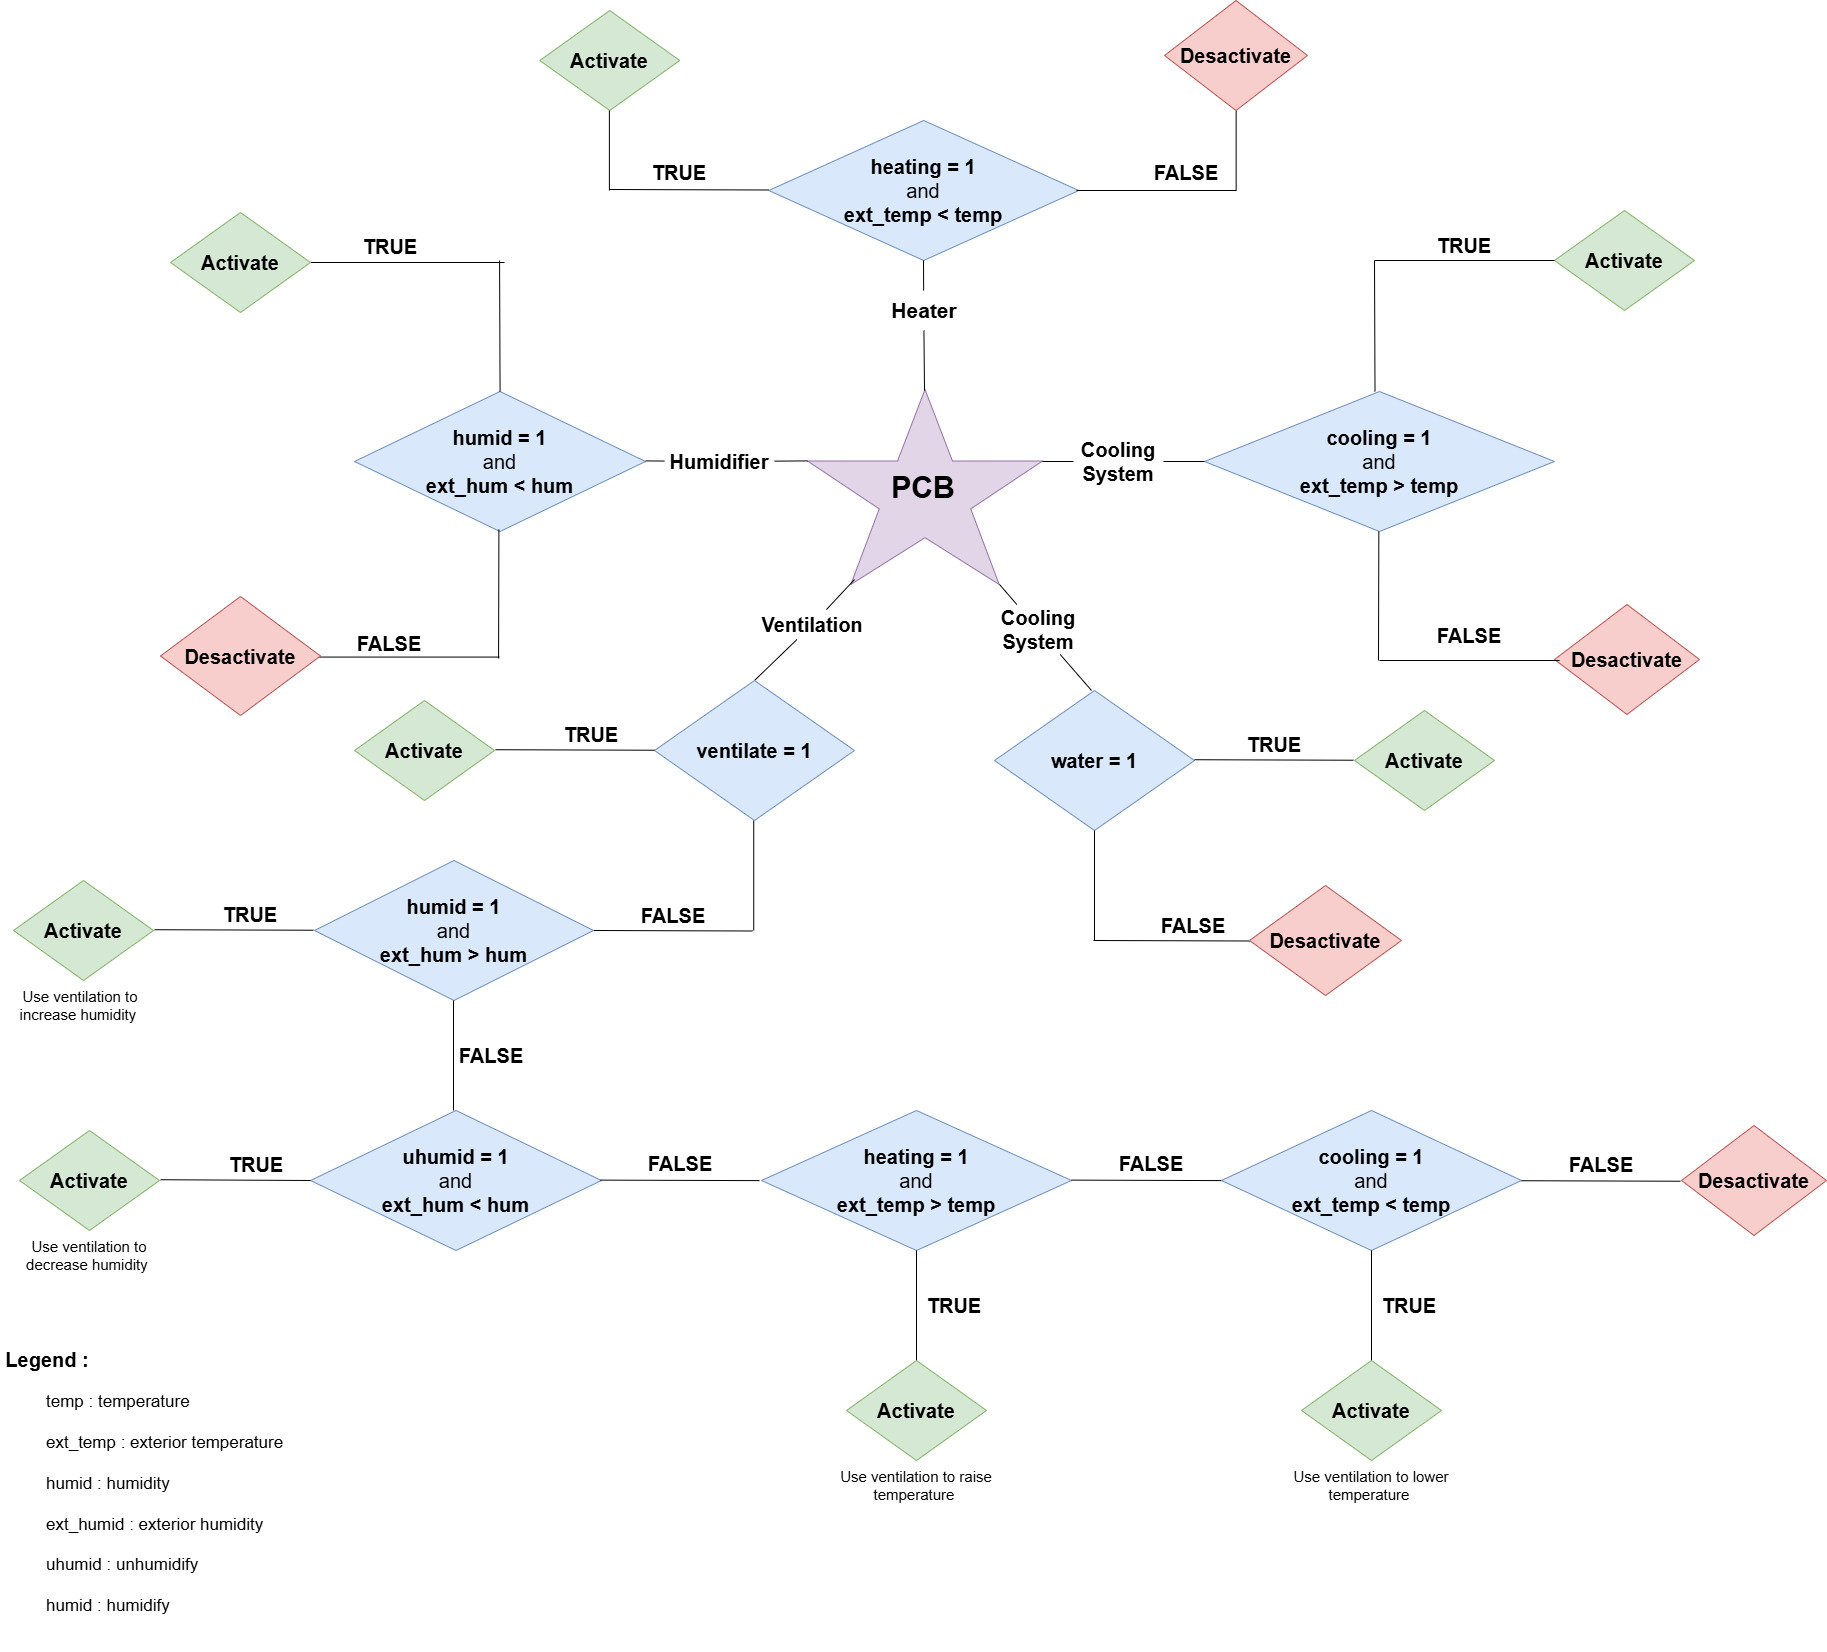 Activate
Desactivate
TRUE
heating = 1
and
ext_temp < temp
FALSE
Heater
Activate
TRUE
TRUE
Activate
humid = 1
and
ext_hum < hum
Humidifier
PCB
Cooling
System
cooling = 1
and
ext_temp > temp
Desactivate
FALSE
FALSE
Desactivate
Ventilation
Cooling
System
Activate
TRUE
ventilate = 1
water = 1
TRUE
Activate
Activate
TRUE
humid = 1
and
ext_hum > hum
FALSE
FALSE
Desactivate
Use ventilation to
increase humidity
FALSE
Activate
TRUE
uhumid = 1
and
ext_hum < hum
FALSE
heating = 1
and
ext_temp > temp
FALSE
cooling = 1
and
ext_temp < temp
FALSE
Desactivate
Use ventilation to
decrease humidity
TRUE
TRUE
Activate
Activate
Use ventilation to raise
temperature
Use ventilation to lower
temperature
Legend :
temp : temperature
ext_temp : exterior temperature
humid : humidity
ext_humid : exterior humidity
uhumid : unhumidify
humid : humidify